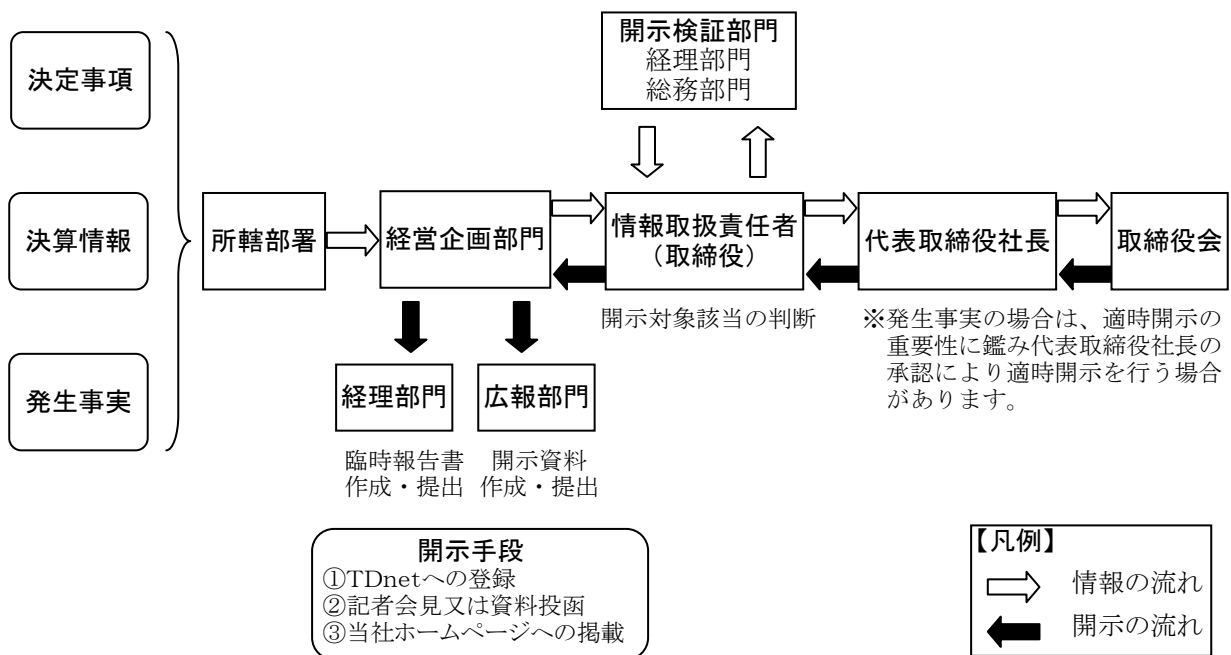 開示検証部門
経理部門
総務部門
決定事項
決算情報
発生事実
所轄部署
経営企画部門
情報取扱責任者
（取締役）
代表取締役社長
取締役会
開示対象該当の判断
※発生事実の場合は、適時開示の
重要性に鑑み代表取締役社長の
承認により適時開示を行う場合
があります。
経理部門
広報部門
臨時報告書
作成・提出
開示資料
作成・提出
開示手段
①TDnetへの登録
②記者会見又は資料投函
③当社ホームページへの掲載
【凡例】
情報の流れ
開示の流れ